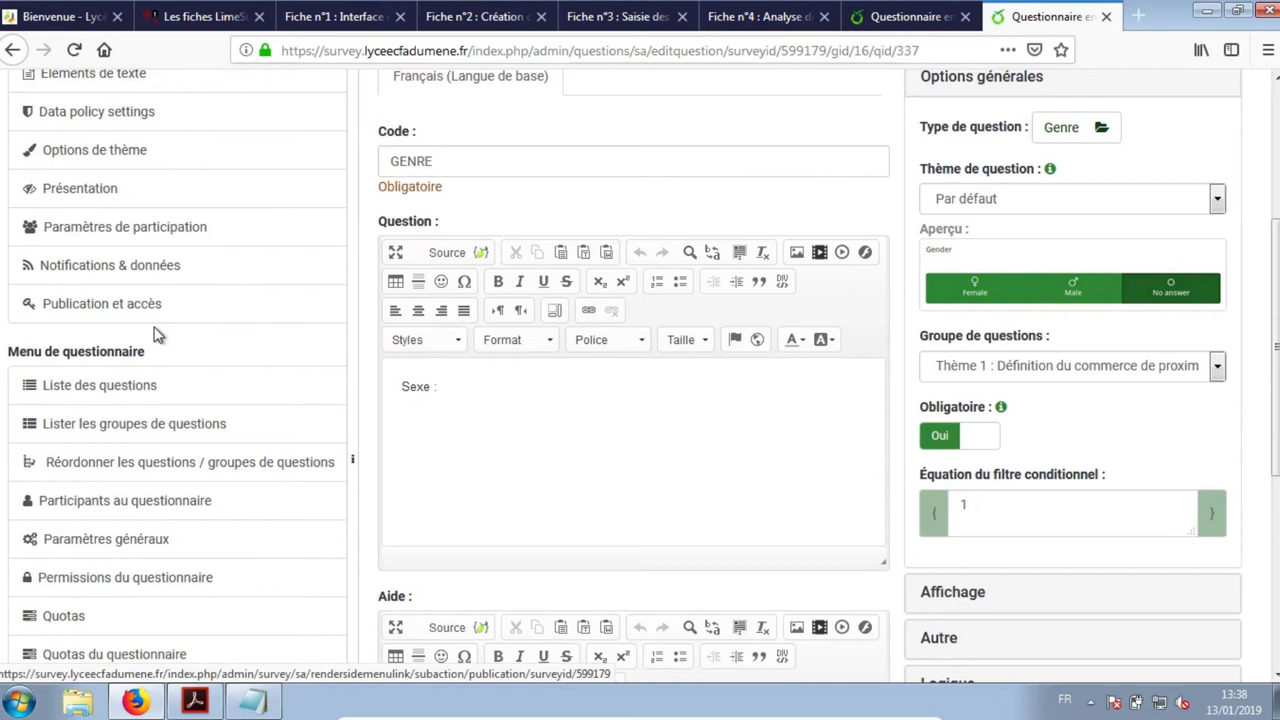 Bienvenue - Lyc
Les fiches LimeS
Fiche n°1 : Interface
Fiche n°2 : Création
Fiche n°3 : Saisie des
Fiche n°4 : Analyse d
Questionnaire en
Questionnaire en
https://survey.lyceecfadumene.fr/index.php/admin/questions/sa/editquestion/surveyid/599179/gid/16/qid/337
Eléments de texte
Data policy settings
Options de thème
Présentation
Paramètres de participation
Notifications & données
Publication et accès
Menu de questionnaire
Liste des questions
Lister les groupes de questions
Réordonner les questions / groupes de questions
Participants au questionnaire
Paramètres généraux
Permissions du questionnaire
Quotas
Quotas du questionnaire
https://survey.lyceecfadumene.fr/index.php/admin/survey/sa/rendersidemenulink/subaction/publication/surveyid/599179
Français (Langue de base)
Code :
GENRE
Obligatoire
Question :
Source
Styles
Format
Police
Taille
Sexe :
Aide :
Source
Options générales
Type de question : Genre
Thème de question :
Par défaut
Aperçu :
Gender
Female
Male
No answer
Groupe de questions :
Thème 1 : Définition du commerce de proxim
Obligatoire :
Oui
Équation du filtre conditionnel :
{ 1 }
Affichage
Autre
Logique
FR
13:38
13/01/2019